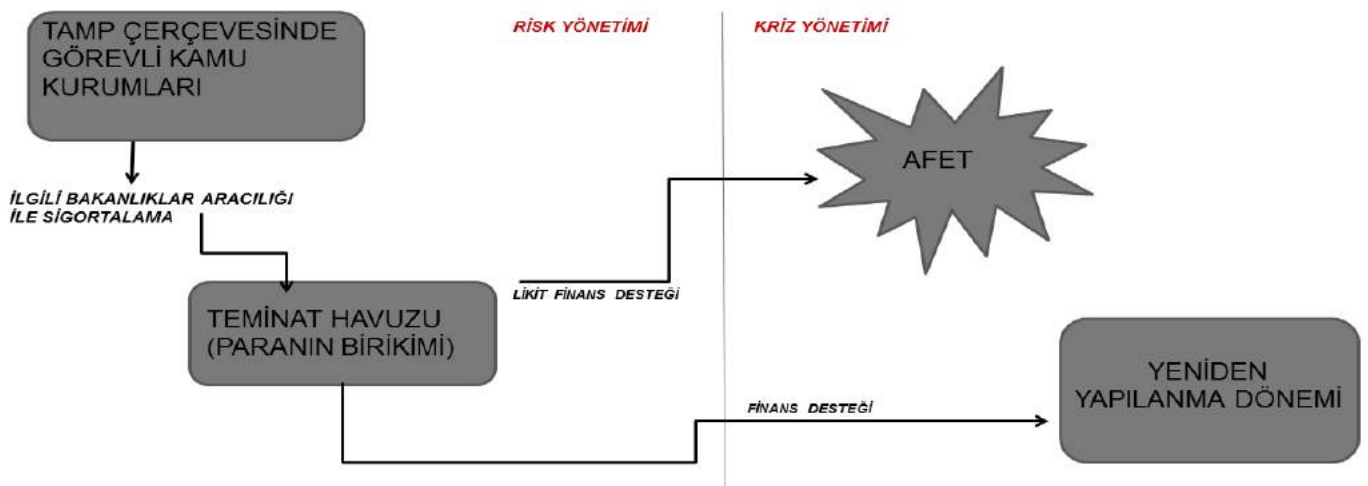 TAMP ÇERÇEVESİNDE
GÖREVLİ KAMU
KURUMLARI
RİSK YÖNETİMİ
KRİZ YÖNETİMİ
AFET
İLGİLİ BAKANLIKLAR ARACILIĞI
İLE SİGORTALAMA
LİKİT FİNANS DESTEĞİ
TEMİNAT HAVUZU
(PARANIN BİRİKİMİ)
YENİDEN
YAPILANMA DÖNEMİ
FİNANS DESTEĞİ